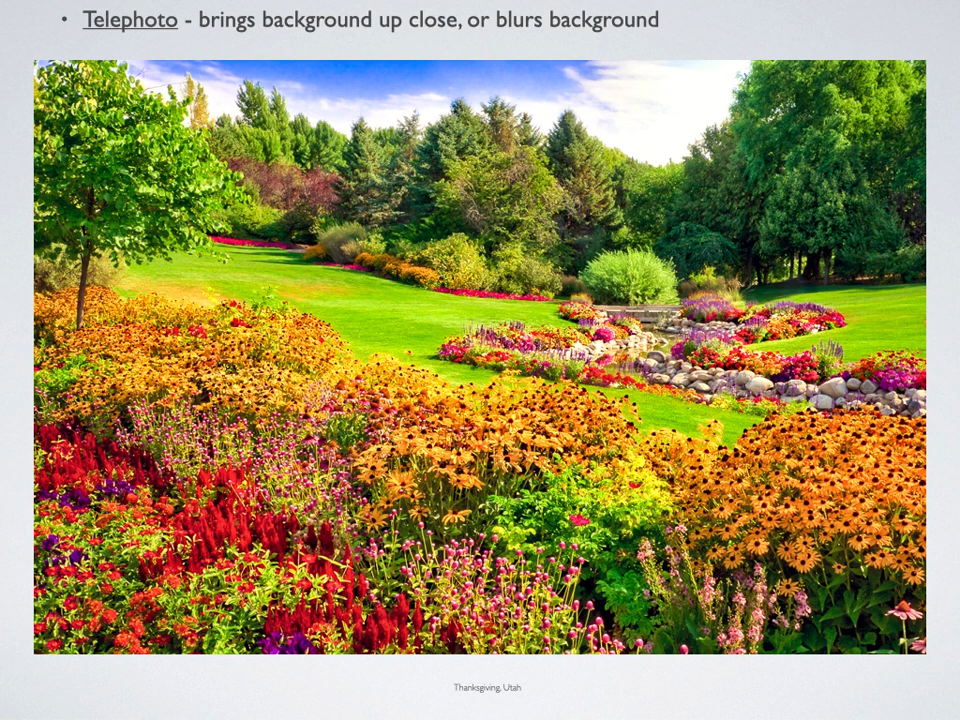 • Telephoto - brings background up close, or blurs background
Thanksgiving, Utah